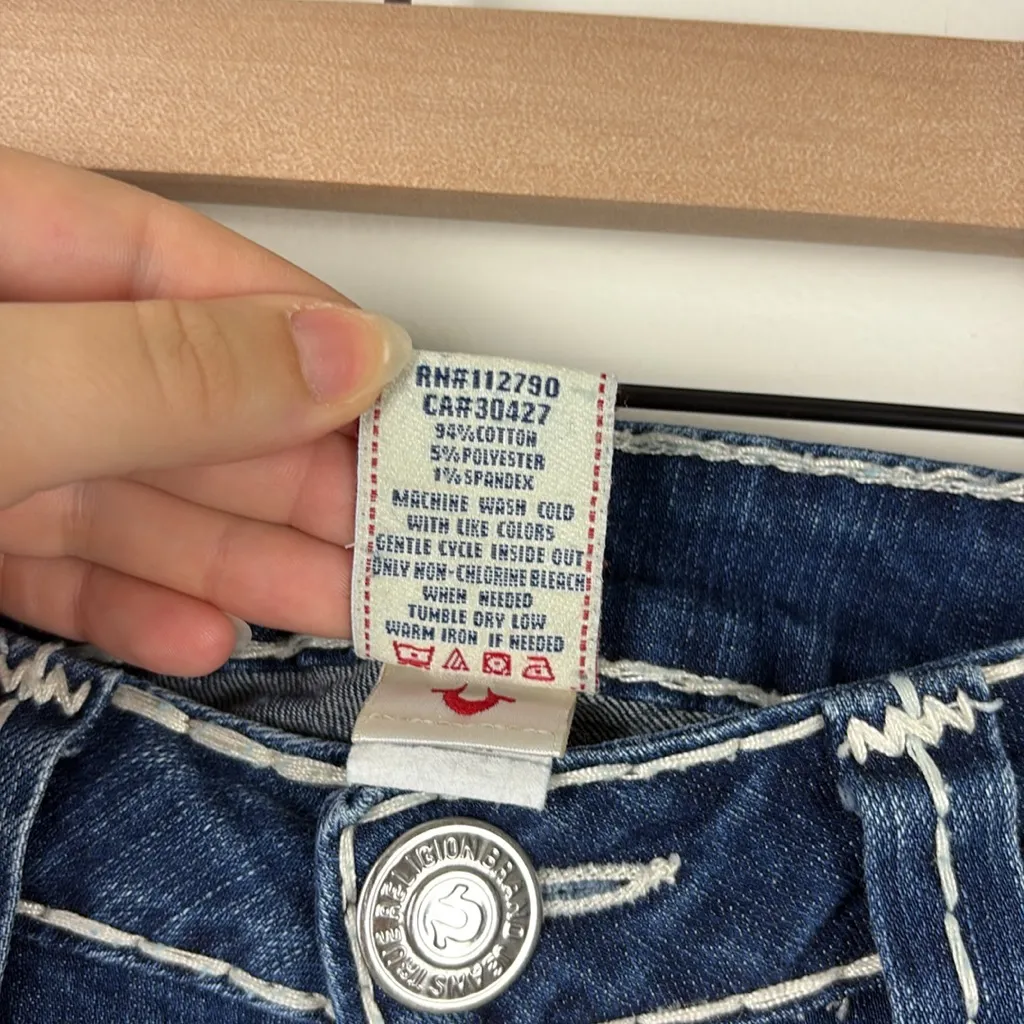 RN#112790
CA#30427
94%COTTON
5%POLYESTER
1%SPANDEX
MACHINE WASH COLD
WITH LIKE COLORS
GENTLE CYCLE INSIDE OUT
ONLY NON-CHLORINE BLEACH
WHEN NEEDED
TUMBLE DRY LOW
WARM IRON IF NEEDED
TRUE RELIGION BRAND JEANS